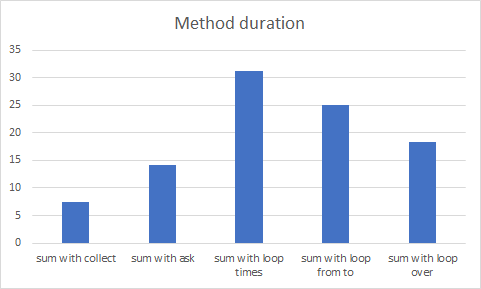 Method duration
35
30
25
20
15
10
5
0
sum with collect sum with ask sum with loop sum with loop sum with loop
times from to over